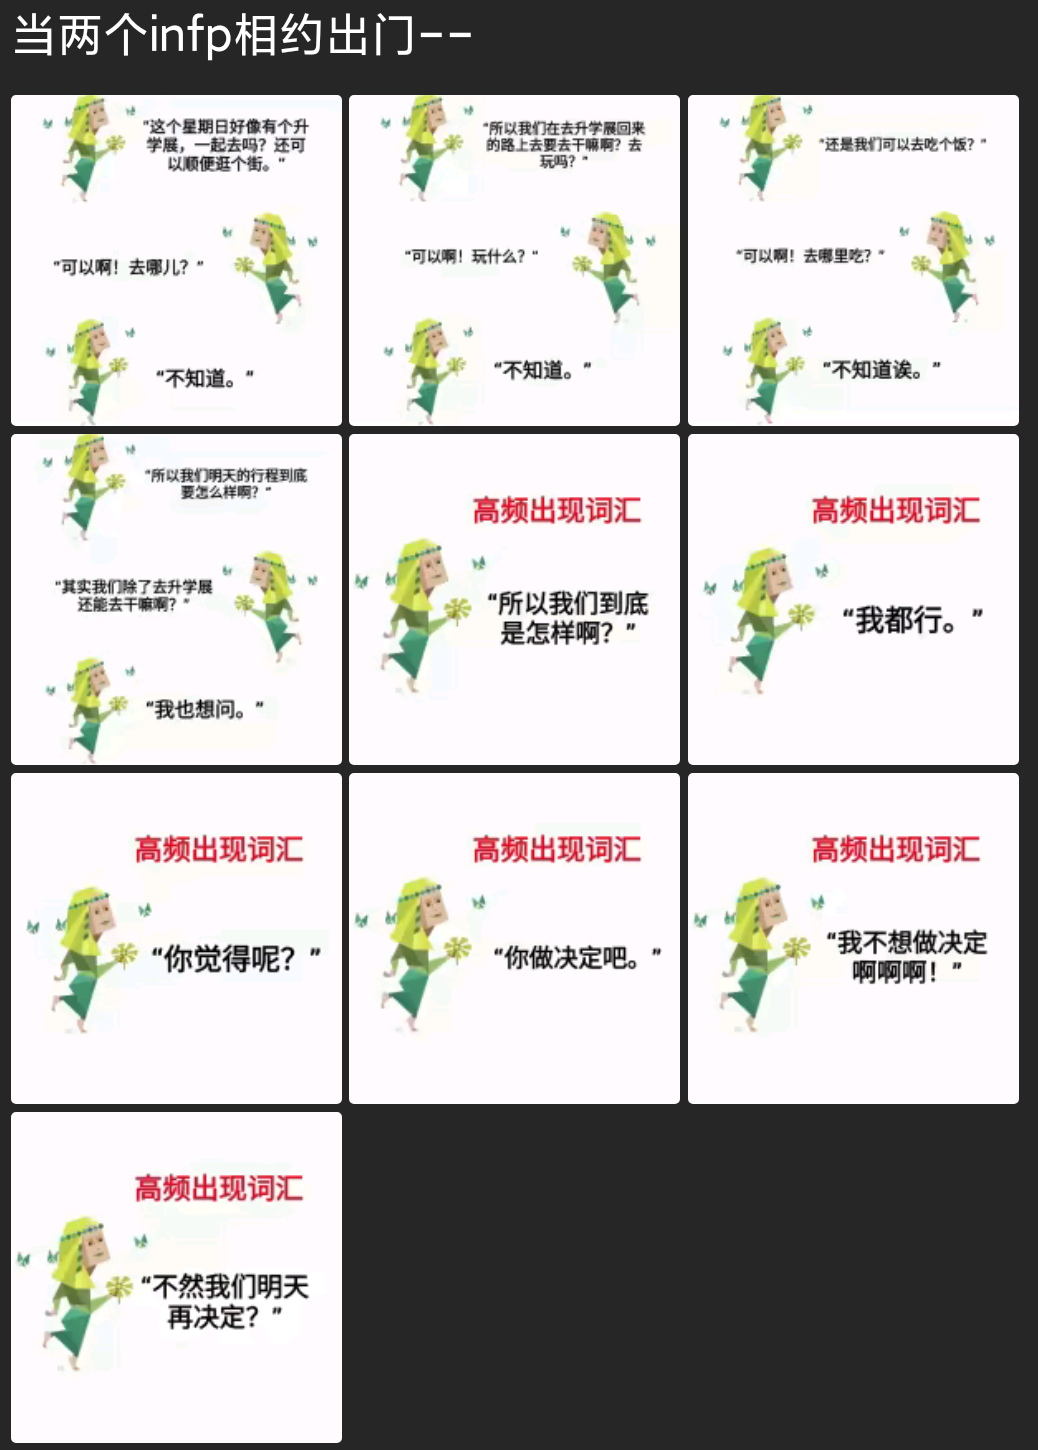 当两个infp相约出门--
“这个星期日好像有个升
学展，一起去吗？还可
以顺便逛个街。”
“可以啊！去哪儿？”
“不知道。”
“所以我们在去升学展回来
的路上去要去干嘛啊？去
玩吗？”
“可以啊！玩什么？”
“不知道。”
“还是我们可以去吃个饭？”
“可以啊！去哪里吃？”
“不知道诶。”
“所以我们明天的行程到底
要怎么样啊？”
“其实我们除了去升学展
还能去干嘛啊？”
“我也想问。”
高频出现词汇
“所以我们到底
是怎样啊？”
高频出现词汇
“我都行。”
高频出现词汇
“你觉得呢？”
高频出现词汇
“你做决定吧。”
高频出现词汇
“我不想做决定
啊啊啊！”
高频出现词汇
“不然我们明天
再决定？”